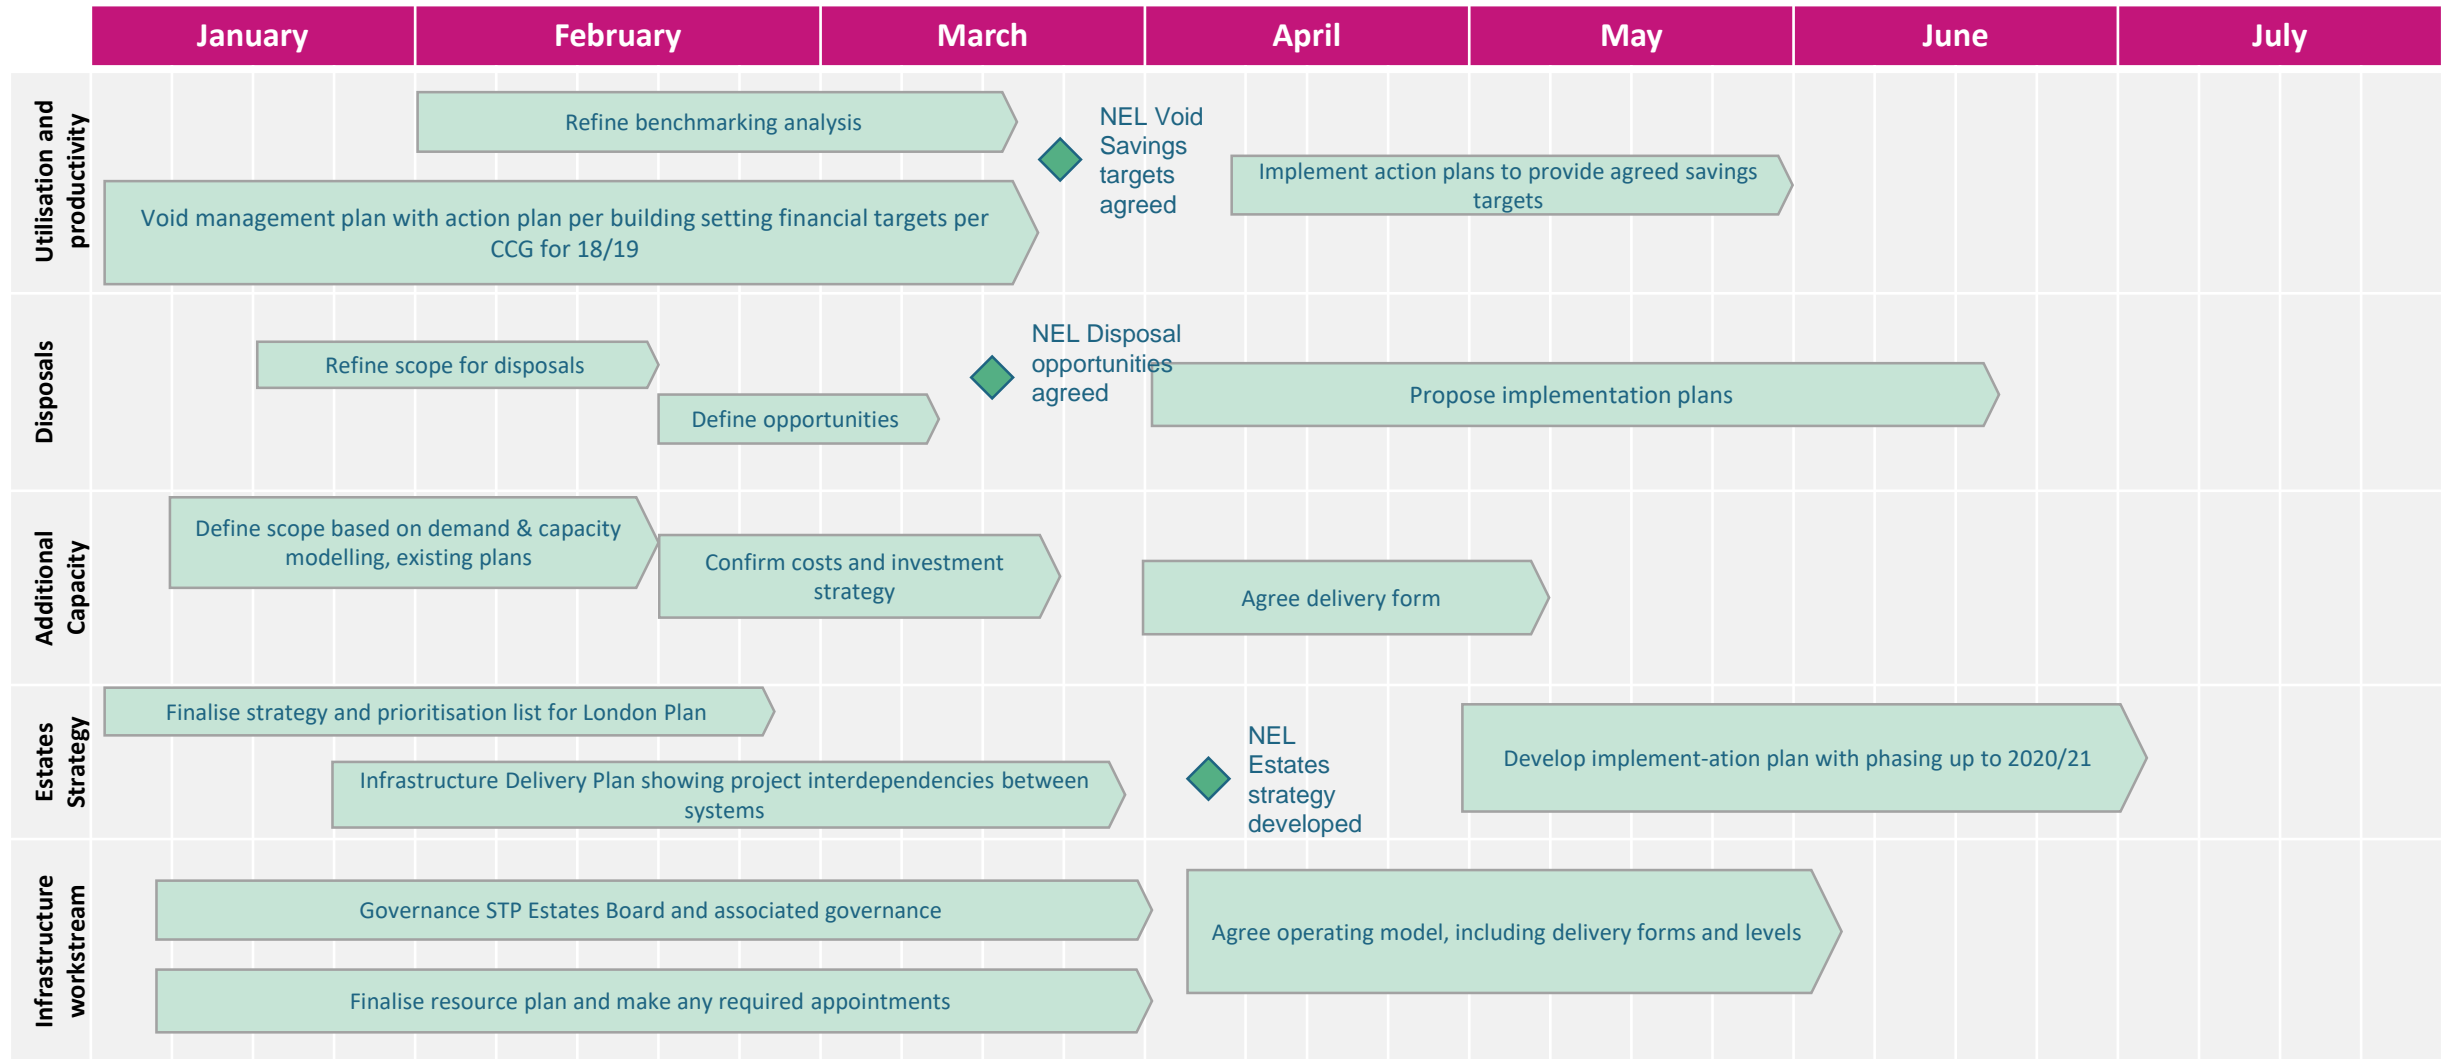 January
February
March
April
May
June
July
Utilisation and
productivity
Refine benchmarking analysis
Void management plan with action plan per building setting financial targets per
CCG for 18/19
NEL Void
Savings
targets
agreed
Implement action plans to provide agreed savings
targets
Disposals
Refine scope for disposals
Define opportunities
NEL Disposal
opportunities
agreed
Propose implementation plans
Additional
Capacity
Define scope based on demand & capacity
modelling, existing plans
Confirm costs and investment
strategy
Agree delivery form
Estates
Strategy
Finalise strategy and prioritisation list for London Plan
Infrastructure Delivery Plan showing project interdependencies between
systems
NEL
Estates
strategy
developed
Develop implement-ation plan with phasing up to 2020/21
Infrastructure
workstream
Governance STP Estates Board and associated governance
Finalise resource plan and make any required appointments
Agree operating model, including delivery forms and levels